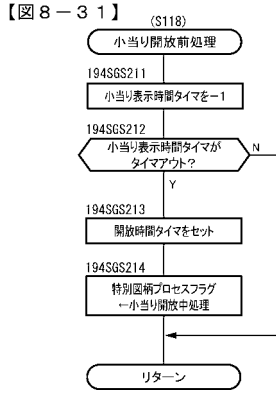 【図８－３１】
(S118)
小当り開放前処理
194SGS211
小当り表示時間タイマを－1
194SGS212
小当り表示時間タイマが
タイマアウト?
N
Y
194SGS213
開放時間タイマをセット
194SGS214
特別図柄プロセスフラグ
←小当り開放中処理
リターン